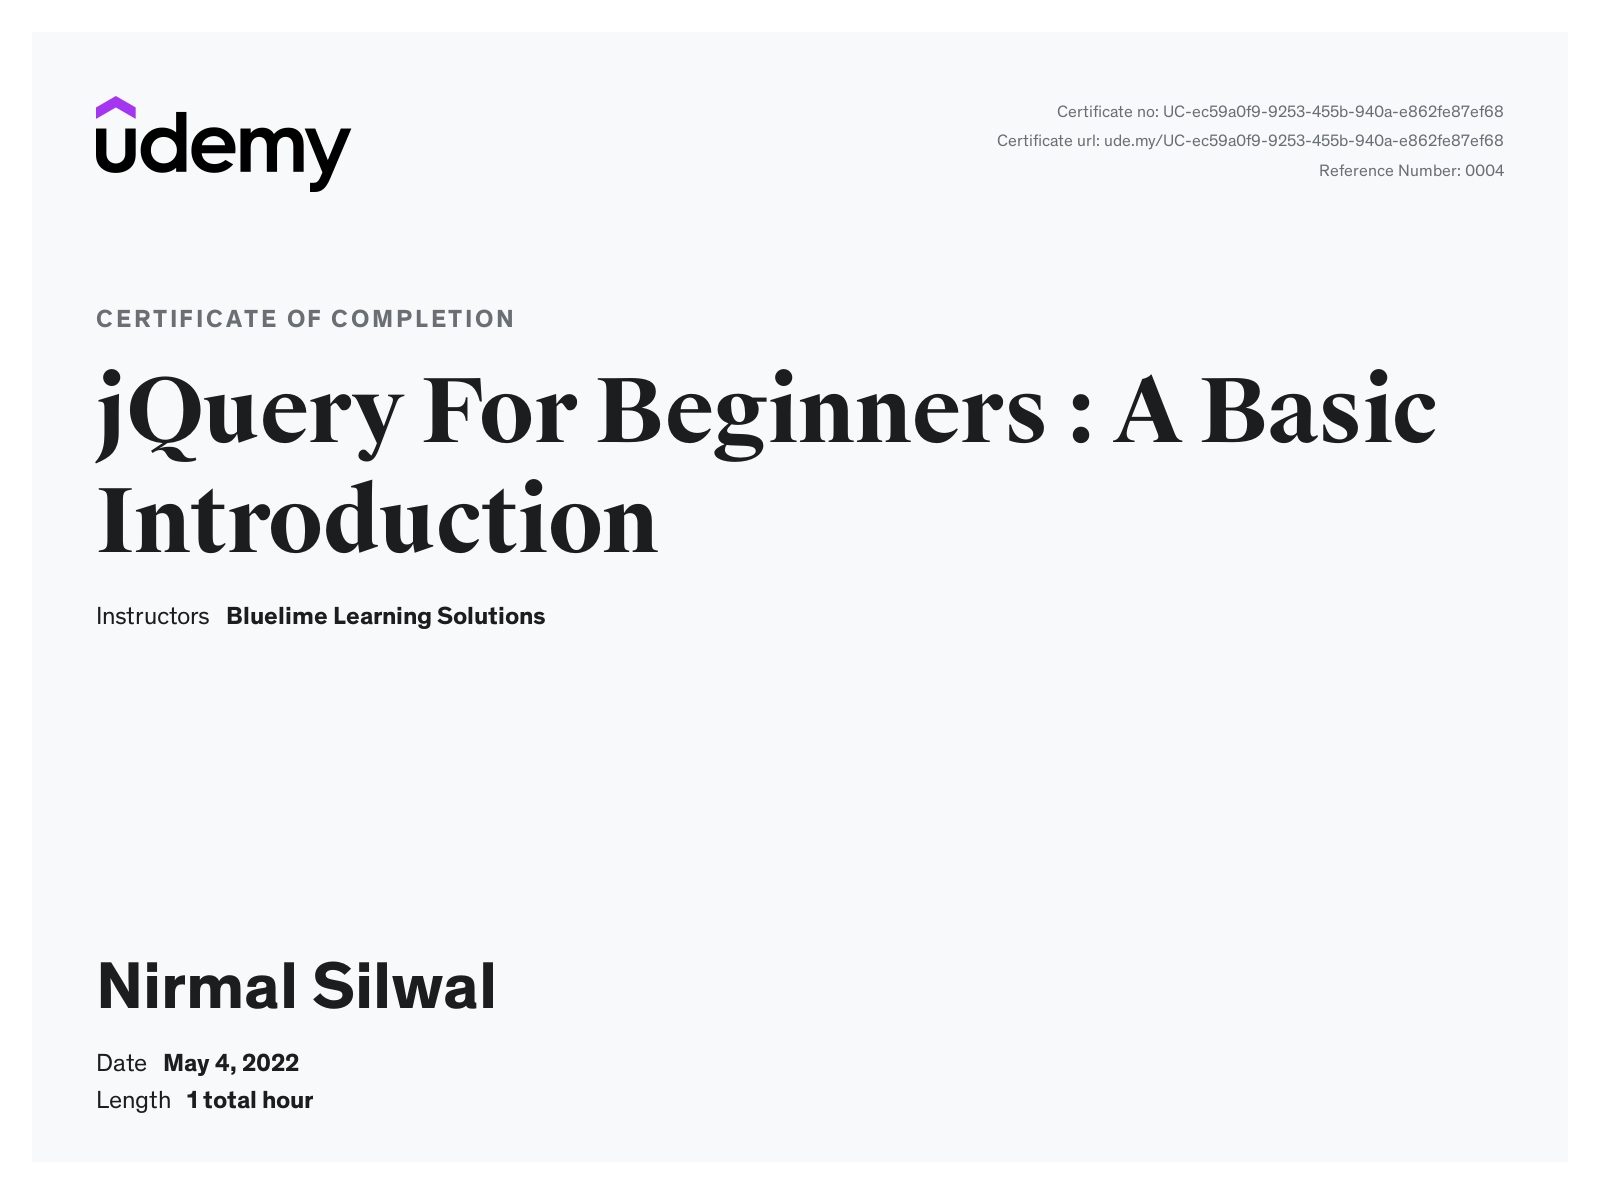 udemy
Certificate no: UC-ec59a0f9-9253-455b-940a-e862fe87ef68
Certificate url: ude.my/UC-ec59a0f9-9253-455b-940a-e862fe87ef68
Reference Number: 0004
CERTIFICATE OF COMPLETION
jQuery For Beginners : A Basic
Introduction
Instructors Bluelime Learning Solutions
Nirmal Silwal
Date May 4, 2022
Length 1 total hour